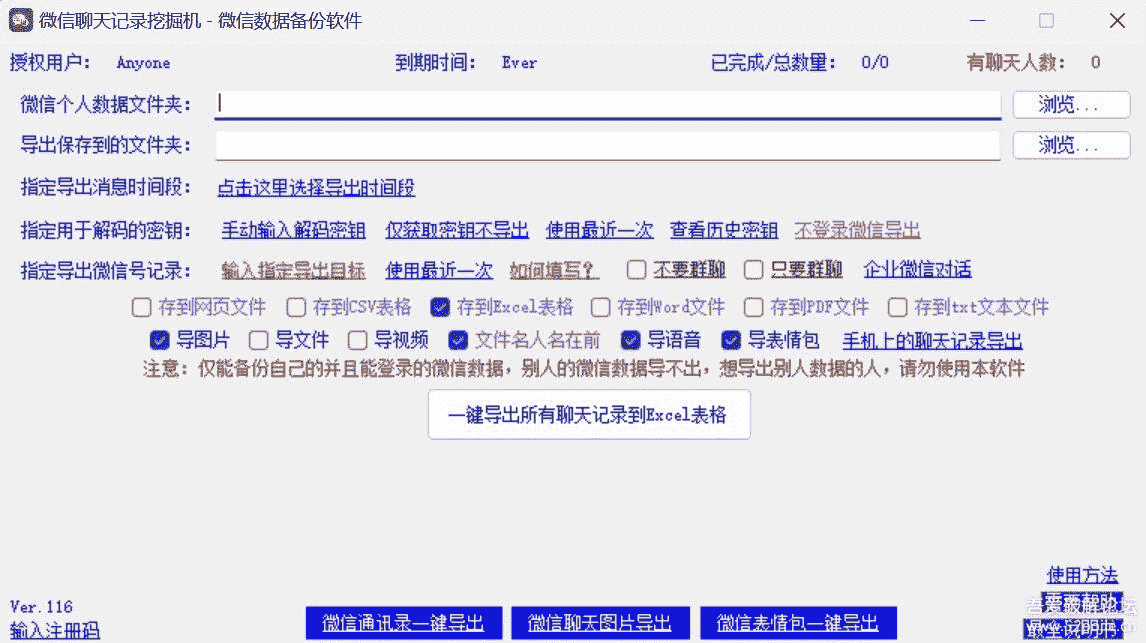 微信聊天记录挖掘机 - 微信数据备份软件
授权用户： Anyone 到期时间： Ever 已完成/总数量： 0/0 有聊天人数： 0
微信个人数据文件夹： 浏览...
导出保存到的文件夹： 浏览...
指定导出消息时间段： 点击这里选择导出时间段
指定用于解码的密钥： 手动输入解码密钥 仅获取密钥不导出 使用最近一次 查看历史密钥 不登录微信导出
指定导出微信号记录： 输入指定导出目标 使用最近一次 如何填写？ 不要群聊 只要群聊 企业微信对话
存到网页文件 存到CSV表格 存到Excel表格 存到Word文件 存到PDF文件 存到txt文本文件
导图片 导文件 导视频 文件名人名在前 导语音 导表情包 手机上的聊天记录导出
注意：仅能备份自己的并且能登录的微信数据，别人的微信数据导不出，想导出别人数据的人，请勿使用本软件
一键导出所有聊天记录到Excel表格
使用方法
Ver.116
吾爱破解论坛
输入注册码 微信通讯录一键导出 微信聊天图片导出 微信表情包一键导出
www.52pojie.cn